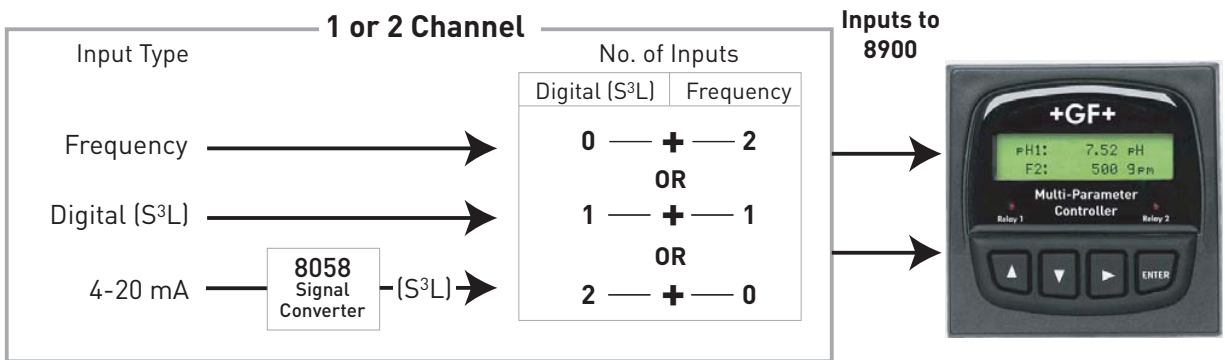 1 or 2 Channel
Inputs to
8900
Input Type
No. of Inputs
Digital (S³L) Frequency
Frequency
0 + 2
OR
Digital (S³L)
1 + 1
OR
4-20 mA
8058
Signal
Converter
(S³L)
2 + 0
+GF+
pH1: 7.52 pH
F2: 500 gpm
Multi-Parameter
Controller
Relay 1
Relay 2
ENTER